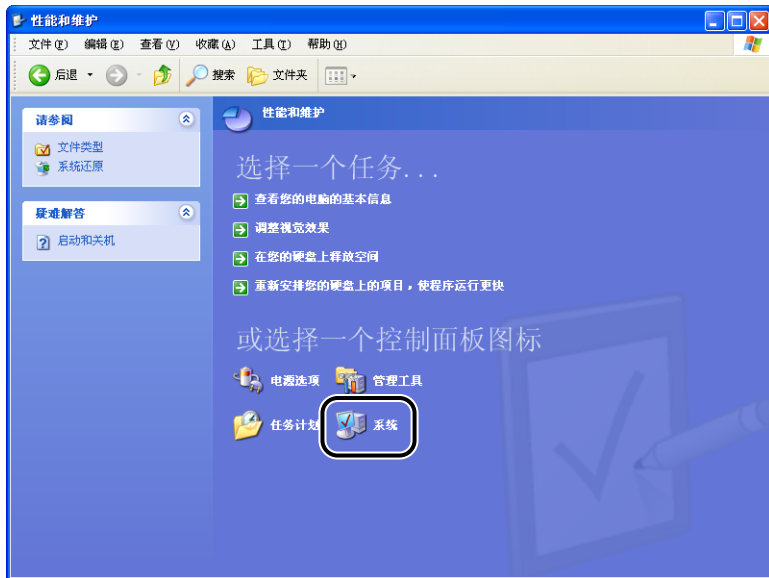 性能和维护
文件(F) 编辑(E) 查看(V) 收藏(A) 工具(T) 帮助(H)
后退 搜索 文件夹
请参阅
文件类型
系统还原
疑难解答
启动和关机
性能和维护
选择一个任务...
查看您的电脑的基本信息
调整视觉效果
在您的硬盘上释放空间
重新安排您的硬盘上的项目，使程序运行更快
或选择一个控制面板图标
电源选项 管理工具
任务计划 系统